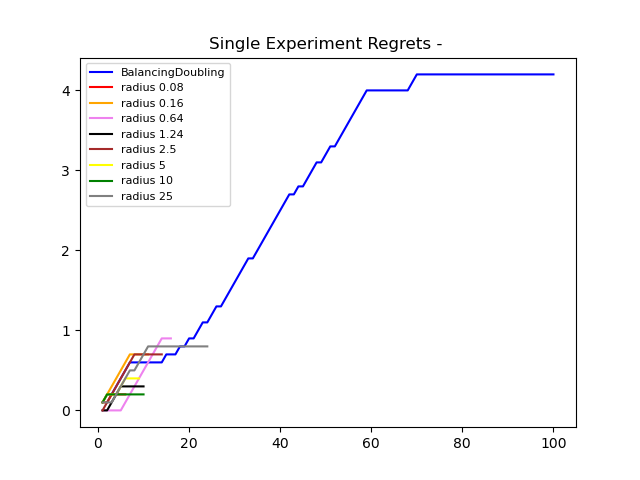 Single Experiment Regrets -
BalancingDoubling
radius 0.08
radius 0.16
radius 0.64
radius 1.24
radius 2.5
radius 5
radius 10
radius 25
4
3
2
1
0
0 20 40 60 80 100